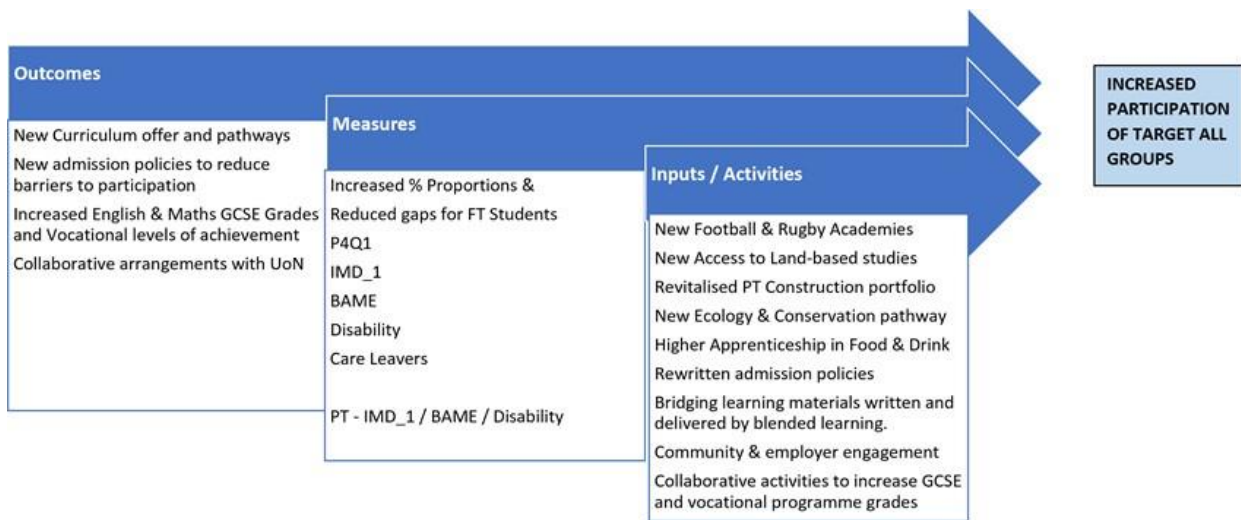 Outcomes
New Curriculum offer and pathways
New admission policies to reduce
barriers to participation
Increased English & Maths GCSE Grades
and Vocational levels of achievement
Collaborative arrangements with UoN
Measures
Increased % Proportions &
Reduced gaps for FT Students
P4Q1
IMD_1
BAME
Disability
Care Leavers
PT - IMD_1 / BAME / Disability
Inputs / Activities
New Football & Rugby Academies
New Access to Land-based studies
Revitalised PT Construction portfolio
New Ecology & Conservation pathway
Higher Apprenticeship in Food & Drink
Rewritten admission policies
Bridging learning materials written and
delivered by blended learning.
Community & employer engagement
Collaborative activities to increase GCSE
and vocational programme grades
INCREASED
PARTICIPATION
OF TARGET ALL
GROUPS